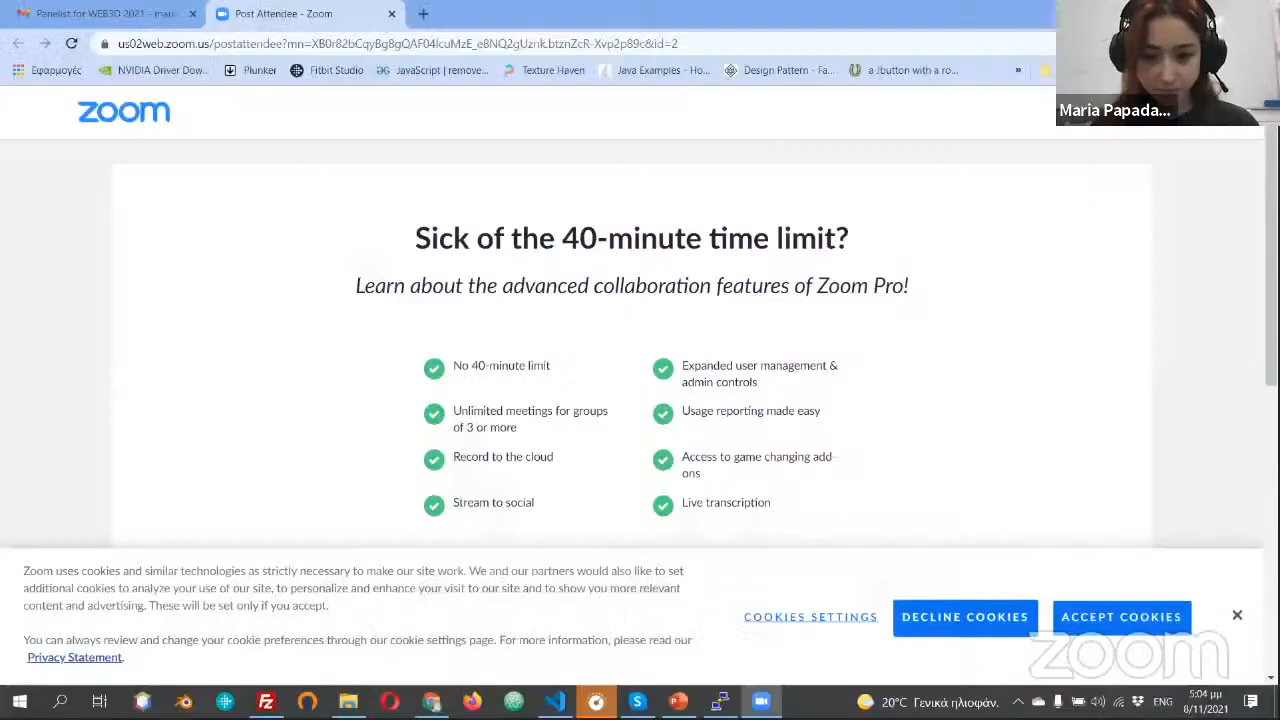 Panelist for WEB3D 2021 - mai
Post Attendee - Zoom
us02web.zoom.us/postattendee?mn=XB0r82bCEQyBg8gQAF04lcuMzE_e8NQ2gUznk.btznZcR-Xvp2p89c&id=2
Εφαρμογές
NVIDIA Driver Dow...
Plunker
Fitbit Studio
JavaScript | remove...
Texture Haven
Java Examples - Ho...
Design Pattern - Fa...
a.button with a ro...
»
Maria Papada...
zoom
Sick of the 40-minute time limit?
Learn about the advanced collaboration features of Zoom Pro!
No 40-minute limit
Expanded user management &
admin controls
Unlimited meetings for groups
of 3 or more
Usage reporting made easy
Record to the cloud
Access to game changing add-
ons
Stream to social
Live transcription
Zoom uses cookies and similar technologies as strictly necessary to make our site work. We and our partners would also like to set
additional cookies to analyze your use of our site, to personalize and enhance your visit to our site and to show you more relevant
content and advertising. These will be set only if you accept.
You can always review and change your cookie preferences through our cookie settings page. For more information, please read our
Privacy Statement.
COOKIES SETTINGS
DECLINE COOKIES
ACCEPT COOKIES
zoom
20°C Γενικά ηλιοφάν.
ENG
5:04 μμ
8/11/2021